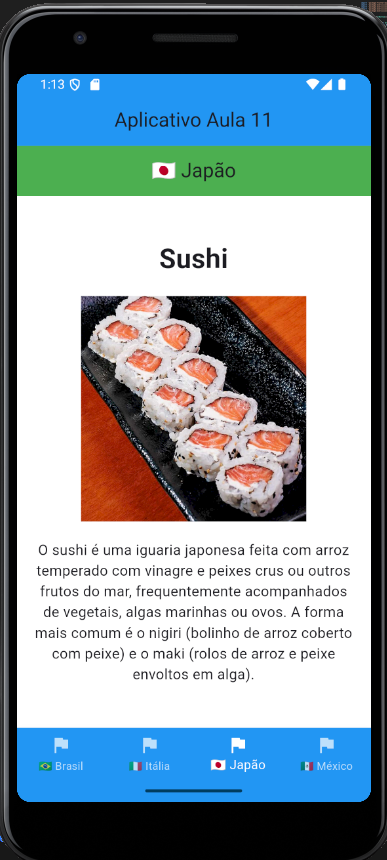 1:13
Aplicativo Aula 11
🇯🇵 Japão
Sushi
O sushi é uma iguaria japonesa feita com arroz
temperado com vinagre e peixes crus ou outros
frutos do mar, frequentemente acompanhados
de vegetais, algas marinhas ou ovos. A forma
mais comum é o nigiri (bolinho de arroz coberto
com peixe) e o maki (rolos de arroz e peixe
envoltos em alga).
🇧🇷 Brasil 🇮🇹 Itália 🇯🇵 Japão 🇲🇽 México